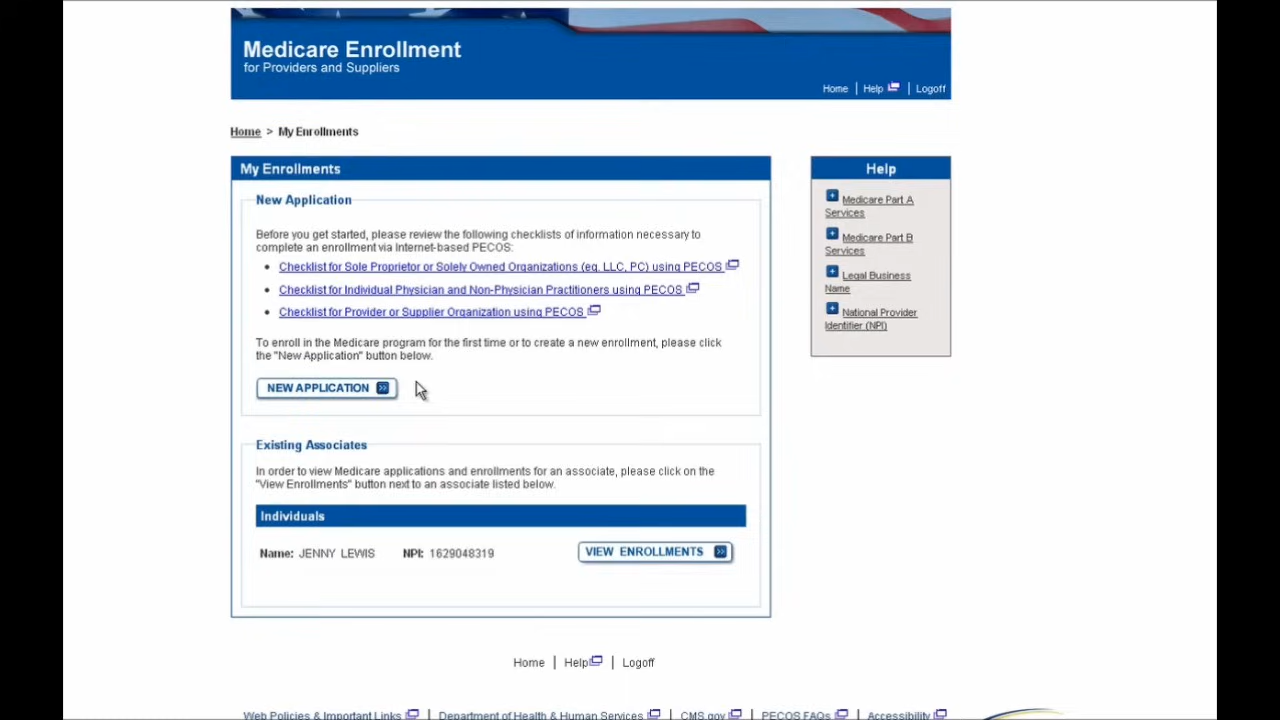 Medicare Enrollment
for Providers and Suppliers
Home | Help | Logoff
Home > My Enrollments
My Enrollments
New Application
Before you get started, please review the following checklists of information necessary to
complete an enrollment via Internet-based PECOS:
Checklist for Sole Proprietor or Solely Owned Organizations (eg. LLC, PC) using PECOS
Checklist for Individual Physician and Non-Physician Practitioners using PECOS
Checklist for Provider or Supplier Organization using PECOS
To enroll in the Medicare program for the first time or to create a new enrollment, please click
the "New Application" button below.
NEW APPLICATION
Existing Associates
In order to view Medicare applications and enrollments for an associate, please click on the
"View Enrollments" button next to an associate listed below.
Individuals
Name: JENNY LEWIS NPI: 1629048319 VIEW ENROLLMENTS
Help
Medicare Part A
Services
Medicare Part B
Services
Legal Business
Name
National Provider
Identifier (NPI)
Home | Help | Logoff
Web Policies & Important Links | Department of Health & Human Services | CMS.gov | PECOS FAQs | Accessibility